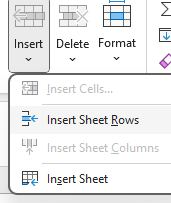 Insert Delete Format
Insert Cells...
Insert Sheet Rows
Insert Sheet Columns
Insert Sheet